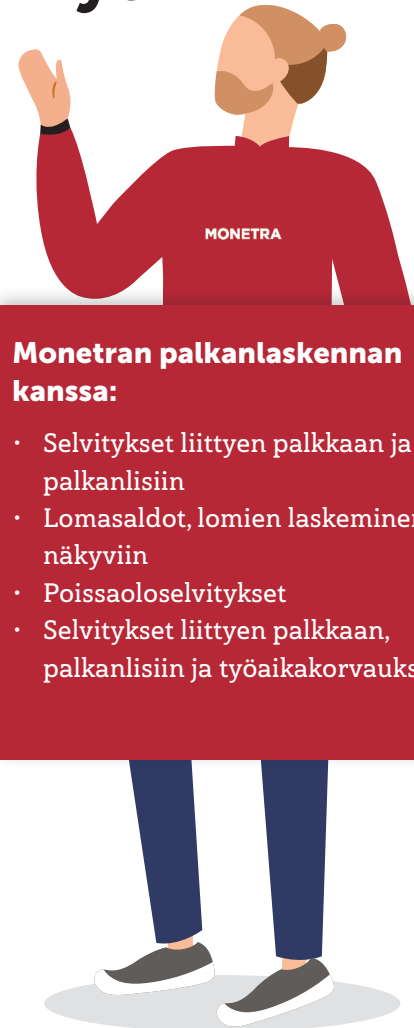 MONETRA
Monetran palkanlaskennan
kanssa:
• Selvitykset liittyen palkkaan ja
palkanlisiin
• Lomasaldot, lomien laskeminen
näkyviin
• Poissaoloselvitykset
• Selvitykset liittyen palkkaan,
palkanlisiin ja työaikakorvauks